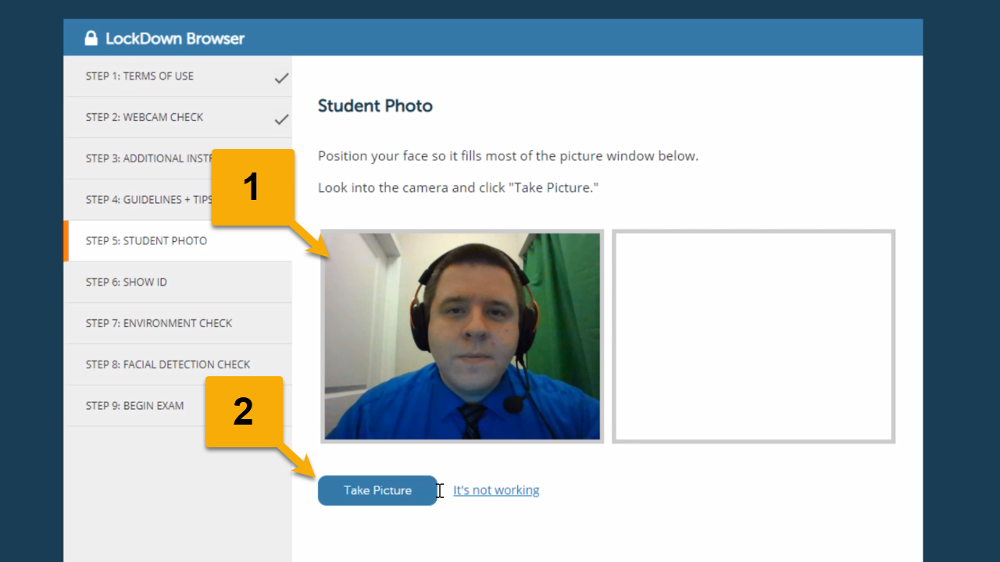 LockDown Browser
STEP 1: TERMS OF USE
STEP 2: WEBCAM CHECK
STEP 3: ADDITIONAL INSTR
STEP 4: GUIDELINES + TIPS
STEP 5: STUDENT PHOTO
STEP 6: SHOW ID
STEP 7: ENVIRONMENT CHECK
STEP 8: FACIAL DETECTION CHECK
STEP 9: BEGIN EXAM
Student Photo
Position your face so it fills most of the picture window below.
Look into the camera and click "Take Picture."
1
2
Take Picture
It's not working